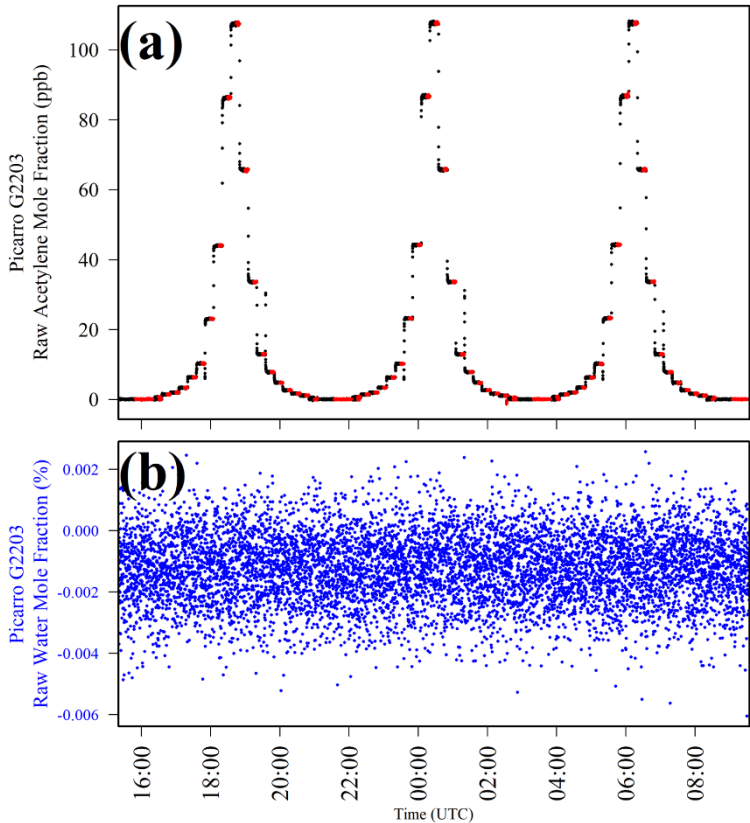 (a)
Picarro G2203
Raw Acetylene Mole Fraction (ppb)
100
80
60
40
20
0
(b)
Picarro G2203
Raw Water Mole Fraction (%)
0.002
0.000
-0.002
-0.004
-0.006
16:00
18:00
20:00
22:00
00:00
02:00
04:00
06:00
08:00
Time (UTC)